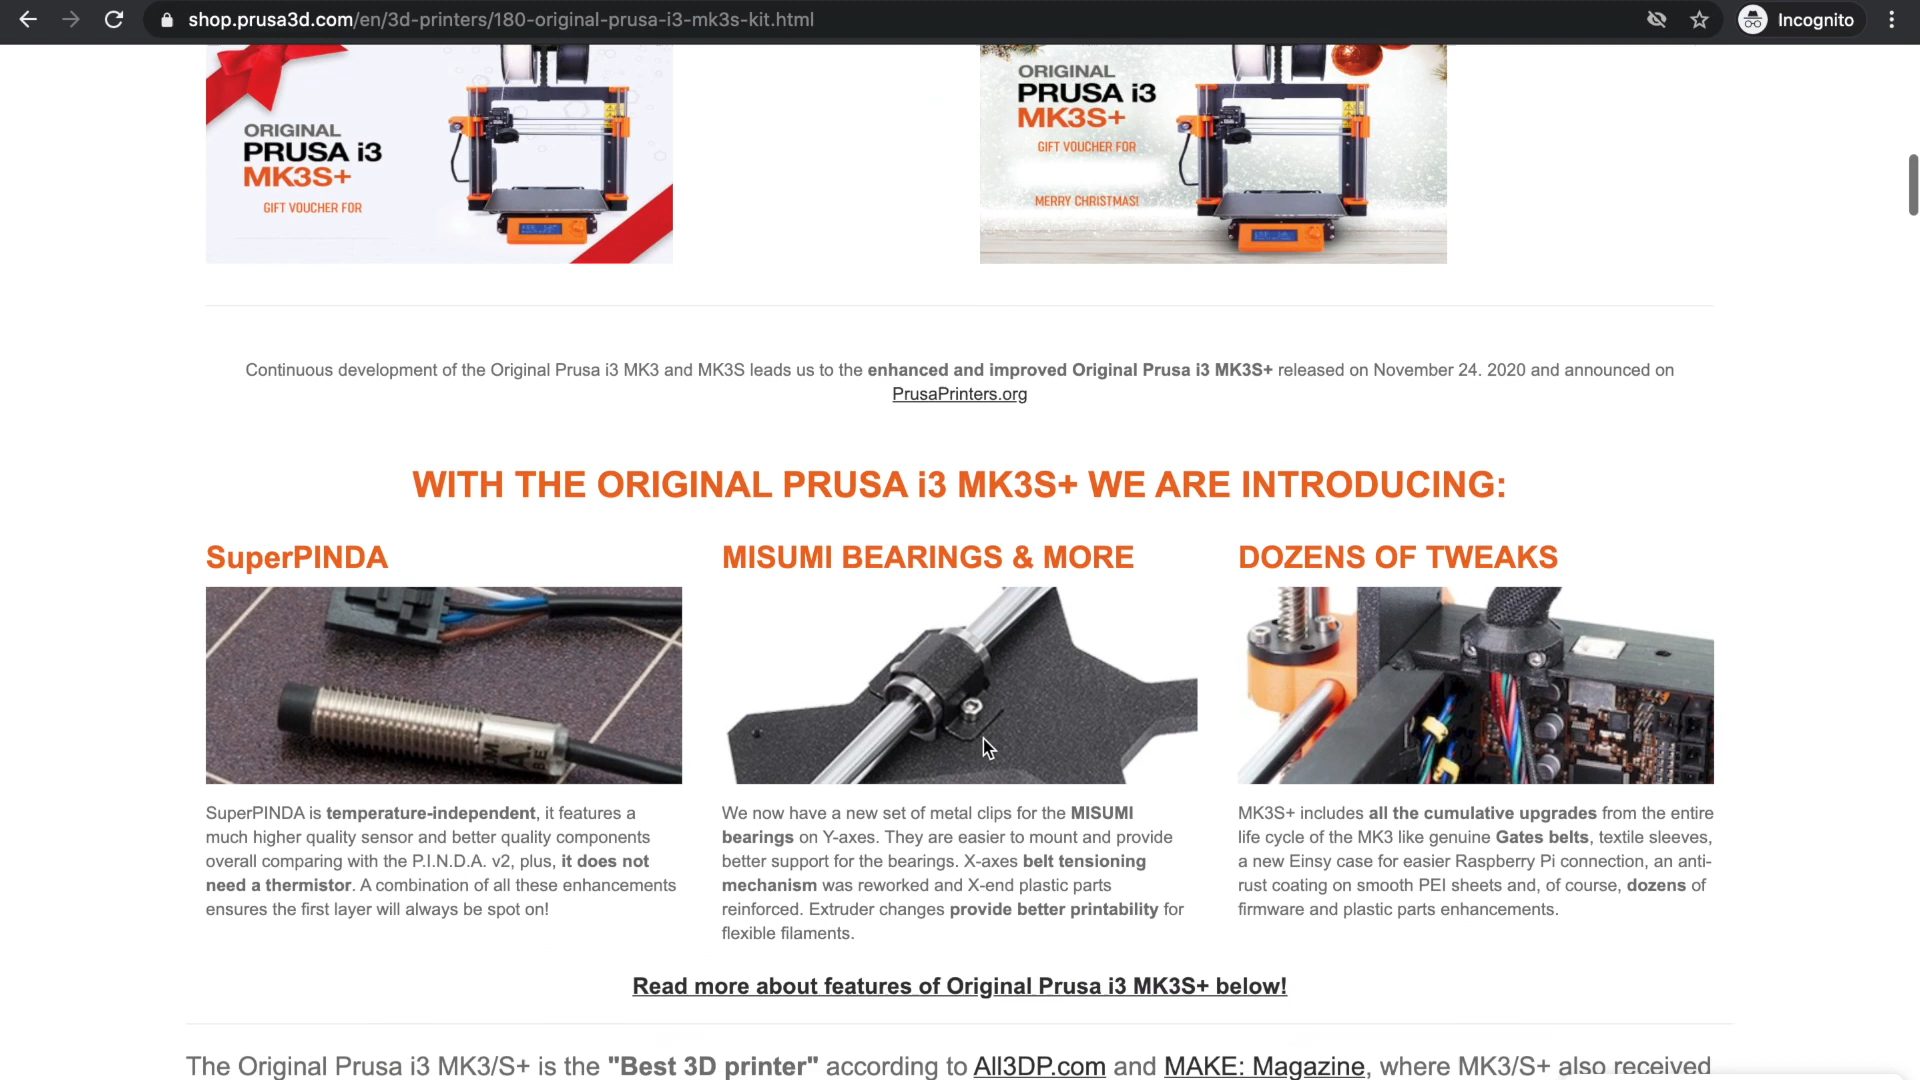 shop.prusa3d.com/en/3d-printers/180-original-prusa-i3-mk3s-kit.html
Incognito
ORIGINAL
PRUSA i3
MK3S+
GIFT VOUCHER FOR
ORIGINAL
PRUSA i3
MK3S+
GIFT VOUCHER FOR
MERRY CHRISTMAS!
Continuous development of the Original Prusa i3 MK3 and MK3S leads us to the enhanced and improved Original Prusa i3 MK3S+ released on November 24. 2020 and announced on
PrusaPrinters.org
WITH THE ORIGINAL PRUSA i3 MK3S+ WE ARE INTRODUCING:
SuperPINDA
SuperPINDA is temperature-independent, it features a
much higher quality sensor and better quality components
overall comparing with the P.I.N.D.A. v2, plus, it does not
need a thermistor. A combination of all these enhancements
ensures the first layer will always be spot on!
MISUMI BEARINGS & MORE
We now have a new set of metal clips for the MISUMI
bearings on Y-axes. They are easier to mount and provide
better support for the bearings. X-axes belt tensioning
mechanism was reworked and X-end plastic parts
reinforced. Extruder changes provide better printability for
flexible filaments.
DOZENS OF TWEAKS
MK3S+ includes all the cumulative upgrades from the entire
life cycle of the MK3 like genuine Gates belts, textile sleeves,
a new Einsy case for easier Raspberry Pi connection, an anti-
rust coating on smooth PEI sheets and, of course, dozens of
firmware and plastic parts enhancements.
Read more about features of Original Prusa i3 MK3S+ below!
The Original Prusa i3 MK3/S+ is the "Best 3D printer" according to All3DP.com and MAKE: Magazine, where MK3/S+ also received